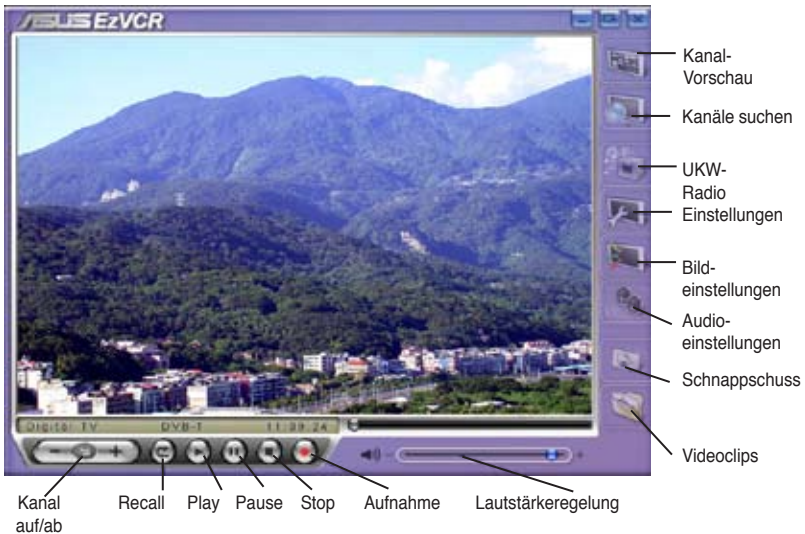 ASUS EzVCR
Kanal-
Vorschau
Kanäle suchen
UKW-
Radio
Einstellungen
Bild-
einstellungen
Audio-
einstellungen
Schnappschuss
Videoclips
Digital TV DVB-T 11:09:24
Kanal
auf/ab
Recall
Play
Pause
Stop
Aufnahme
Lautstärkeregelung